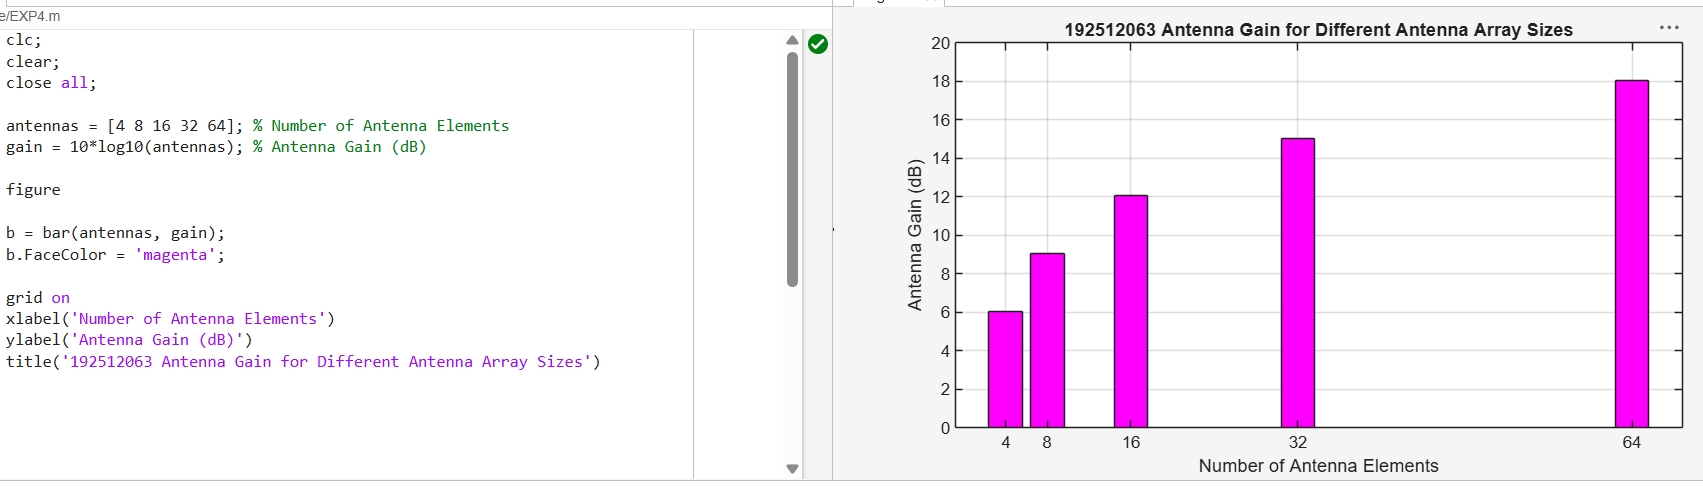 e/EXP4.m
clc;
clear;
close all;
antennas = [4 8 16 32 64]; % Number of Antenna Elements
gain = 10*log10(antennas); % Antenna Gain (dB)
figure
b = bar(antennas, gain);
b.FaceColor = 'magenta';
grid on
xlabel('Number of Antenna Elements')
ylabel('Antenna Gain (dB)')
title('192512063 Antenna Gain for Different Antenna Array Sizes')
192512063 Antenna Gain for Different Antenna Array Sizes
Antenna Gain (dB)
20
18
16
14
12
10
8
6
4
2
0
4 8 16 32 64
Number of Antenna Elements